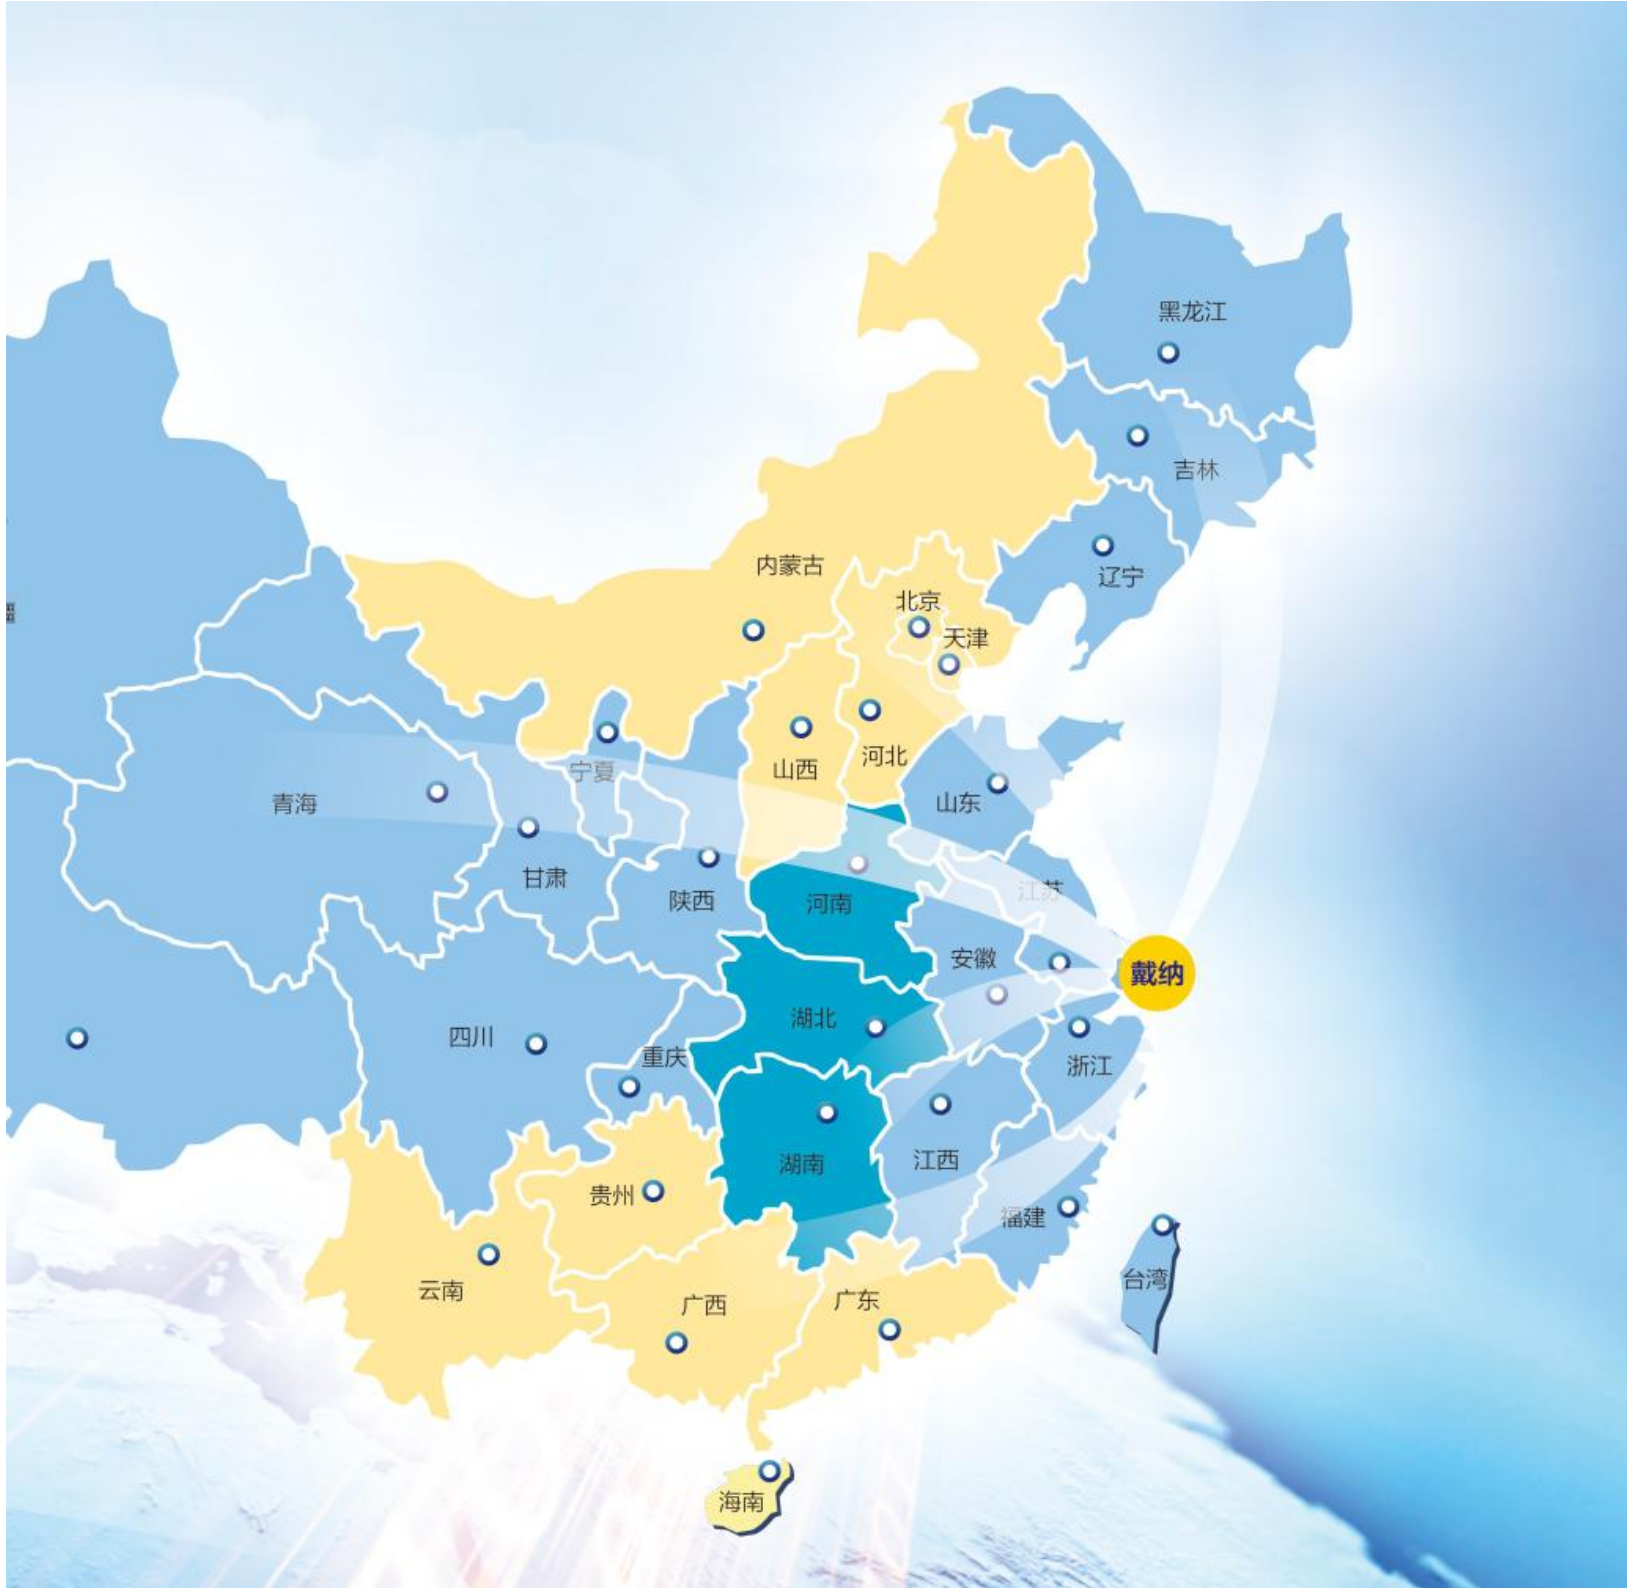 黑龙江
吉林
内蒙古
辽宁
北京
天津
宁夏
山西
河北
青海
山东
甘肃
陕西
河南
江苏
安徽
戴纳
四川
湖北
重庆
浙江
湖南
江西
贵州
福建
云南
广西
广东
台湾
海南